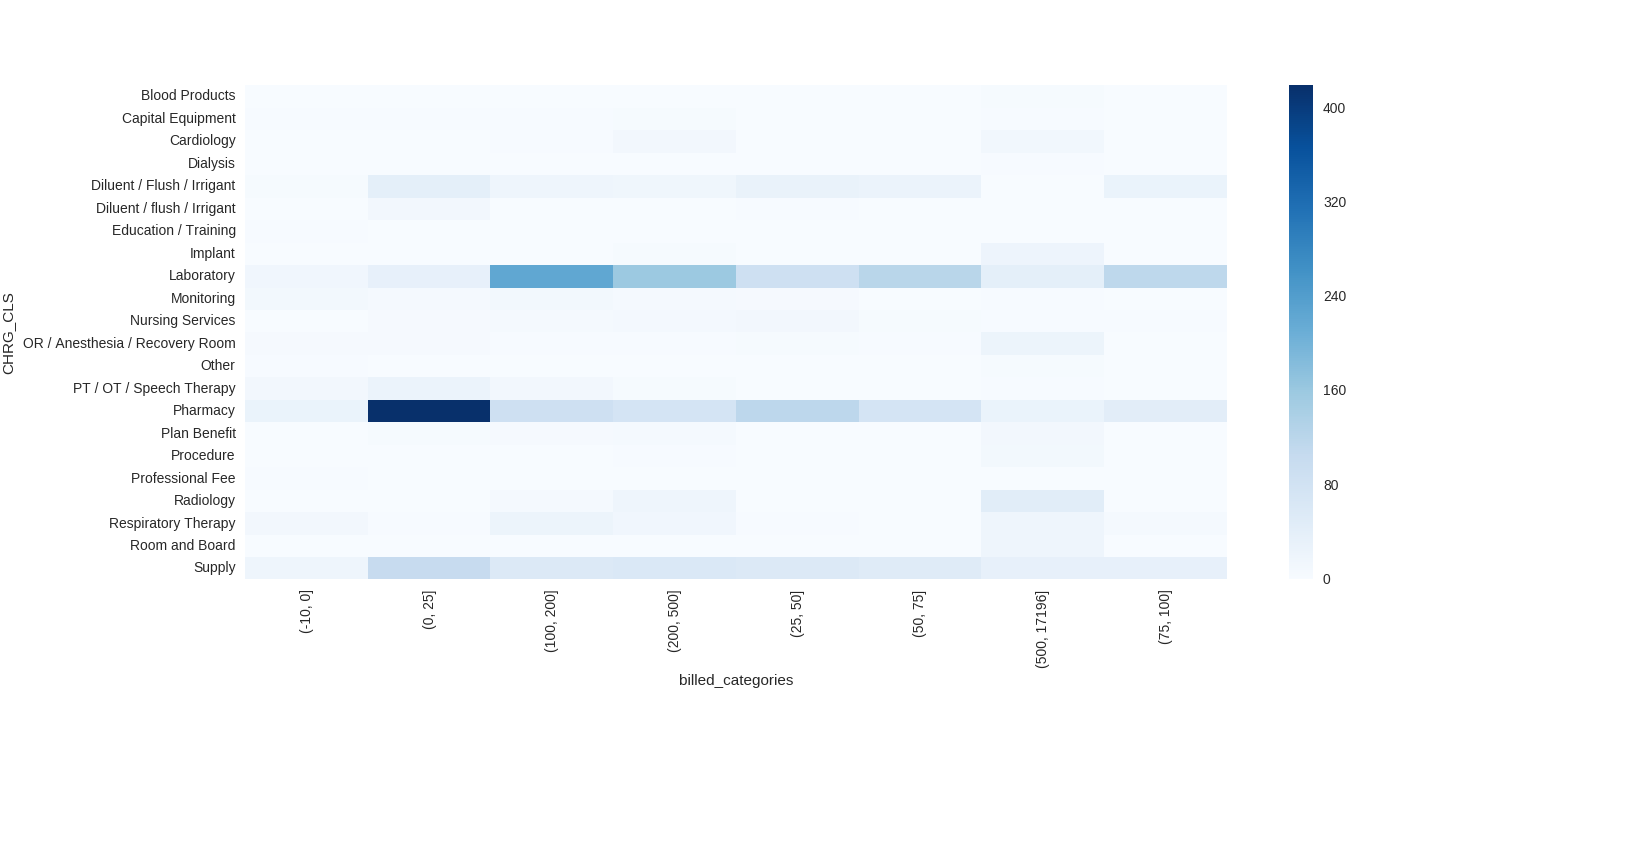 Blood Products
Capital Equipment
Cardiology
Dialysis
Diluent / Flush / Irrigant
Diluent / flush / Irrigant
Education / Training
Implant
Laboratory
Monitoring
Nursing Services
OR / Anesthesia / Recovery Room
Other
PT / OT / Speech Therapy
Pharmacy
Plan Benefit
Procedure
Professional Fee
Radiology
Respiratory Therapy
Room and Board
Supply
CHRG_CLS
(-10, 0]
(0, 25]
(100, 200]
(200, 500]
(25, 50]
(50, 75]
(500, 17196]
(75, 100]
billed_categories
400
320
240
160
80
0